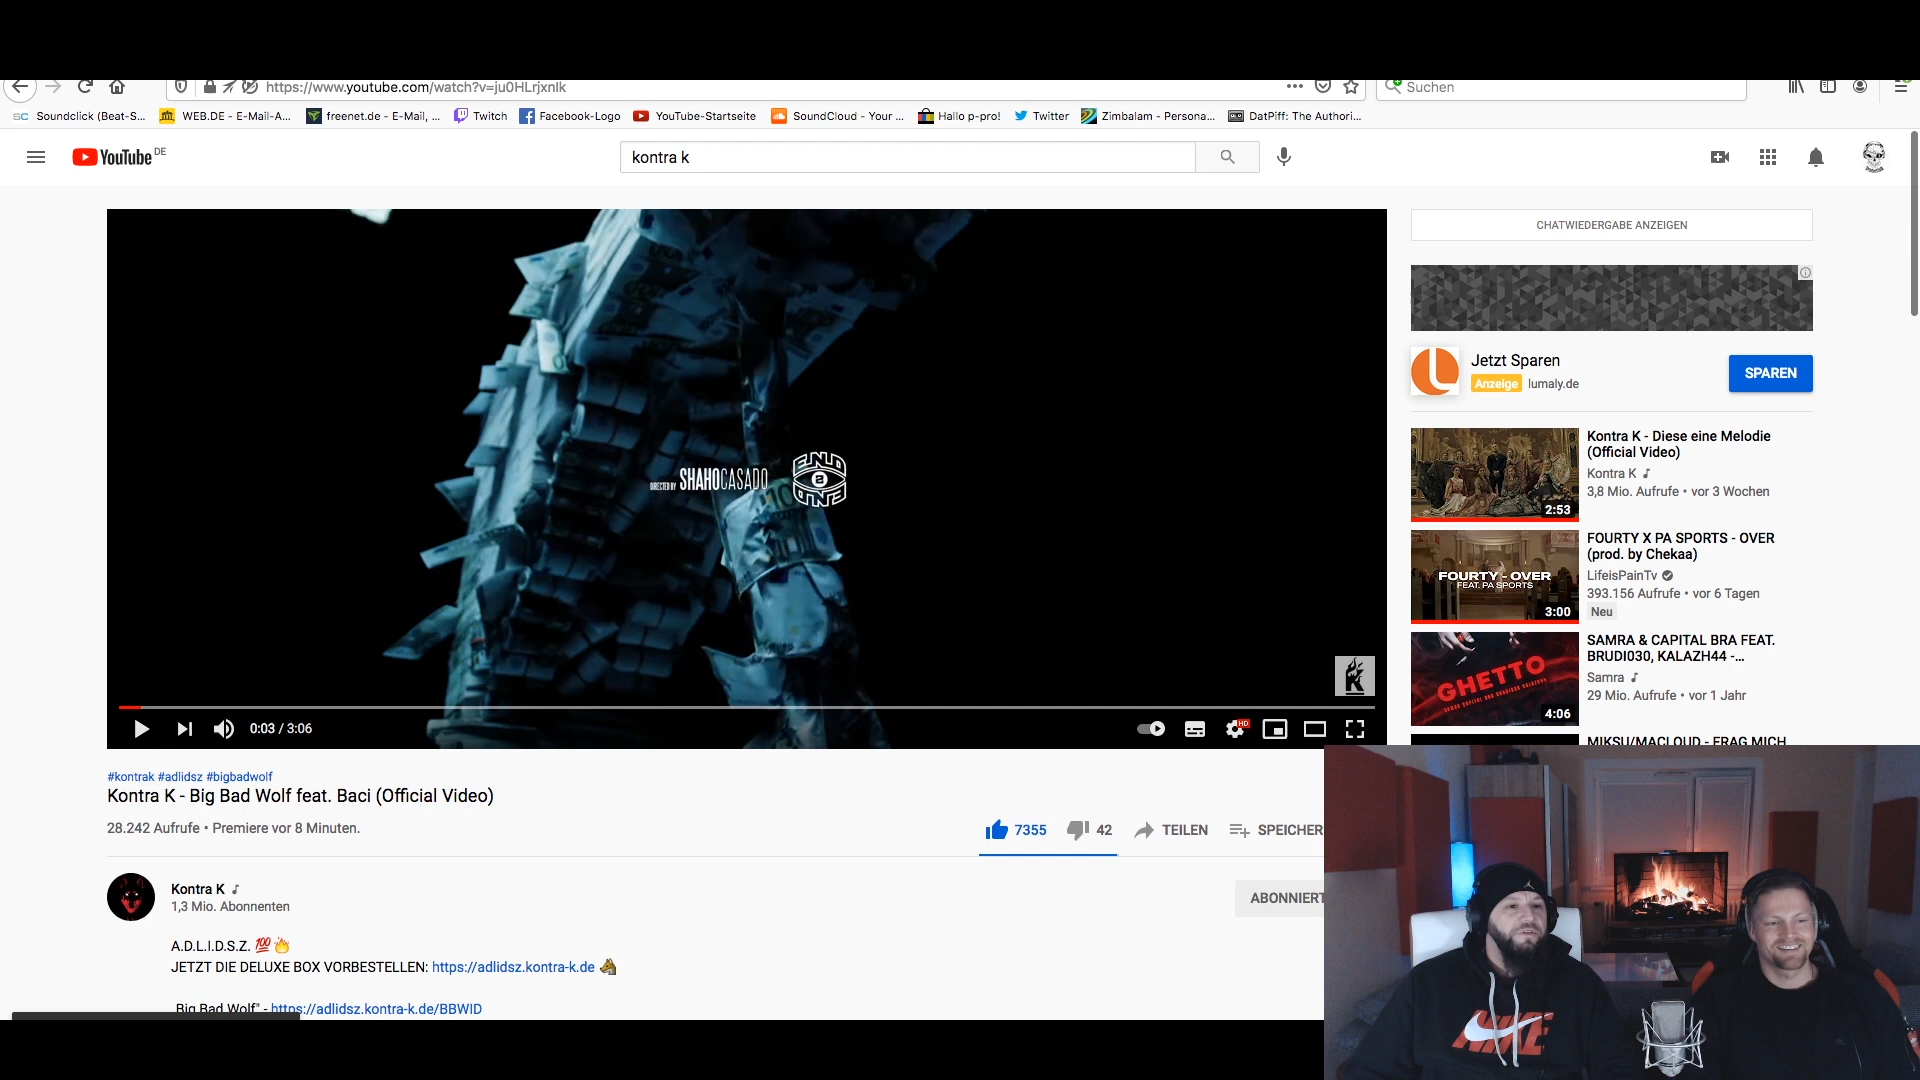 https://www.youtube.com/watch?v=ju0HLrjxnIk
Suchen
Soundclick (Beat-S...
WEB.DE - E-Mail-A...
freenet.de - E-Mail, ...
Twitch
Facebook-Logo
YouTube-Startseite
SoundCloud - Your ...
Hallo p-pro!
Twitter
Zimbalam - Persona...
DatPiff: The Authori...
YouTube DE
kontra k
CHATWIEDERGABE ANZEIGEN
DIRECTED BY SHAHOCASADO
END 2 END
0:03 / 3:06
HD
Jetzt Sparen
Anzeige lumaly.de
SPAREN
Kontra K - Diese eine Melodie
(Official Video)
Kontra K
3,8 Mio. Aufrufe • vor 3 Wochen
2:53
FOURTY X PA SPORTS - OVER
(prod. by Chekaa)
LifeisPainTv
393.156 Aufrufe • vor 6 Tagen
Neu
FOURTY - OVER
FEAT. PA SPORTS
3:00
SAMRA & CAPITAL BRA FEAT.
BRUDI030, KALAZH44 -...
Samra
29 Mio. Aufrufe • vor 1 Jahr
GHETTO
4:06
MIKSU/MACLOUD - FRAG MICH
#kontrak #adlidsz #bigbadwolf
Kontra K - Big Bad Wolf feat. Baci (Official Video)
28.242 Aufrufe • Premiere vor 8 Minuten.
7355
42
TEILEN
SPEICHER
Kontra K
1,3 Mio. Abonnenten
ABONNIERT
A.D.L.I.D.S.Z. 💯🔥
JETZT DIE DELUXE BOX VORBESTELLEN: https://adlidsz.kontra-k.de 🐺
Big Bad Wolf" - https://adlidsz.kontra-k.de/BBWID
NIKE